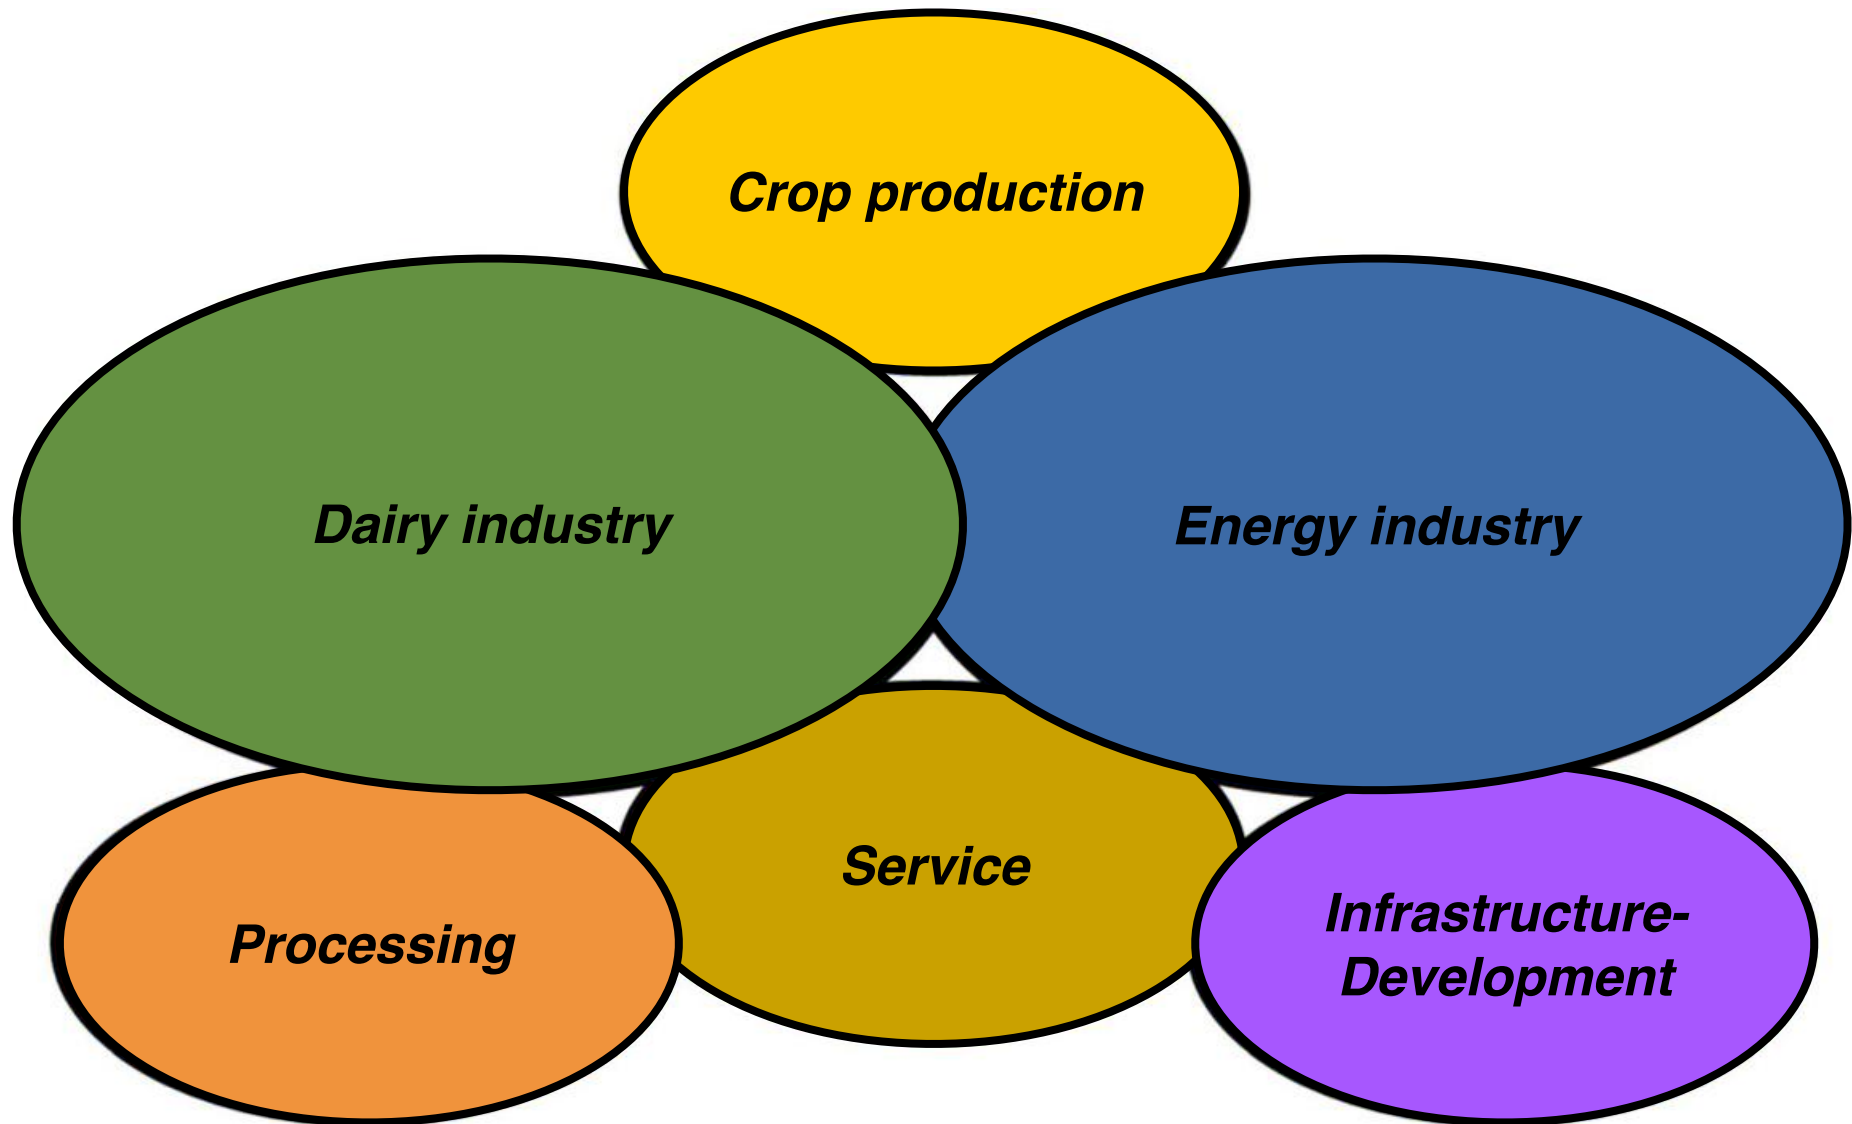 Crop production
Dairy industry
Energy industry
Service
Processing
Infrastructure-
Development